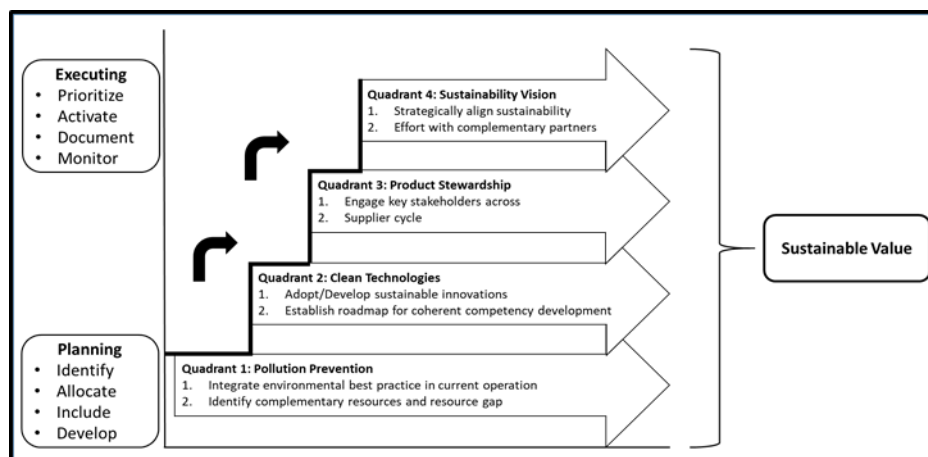 Executing
• Prioritize
• Activate
• Document
• Monitor
Quadrant 4: Sustainability Vision
1. Strategically align sustainability
2. Effort with complementary partners
Quadrant 3: Product Stewardship
1. Engage key stakeholders across
2. Supplier cycle
Sustainable Value
Quadrant 2: Clean Technologies
1. Adopt/Develop sustainable innovations
2. Establish roadmap for coherent competency development
Planning
• Identify
• Allocate
• Include
• Develop
Quadrant 1: Pollution Prevention
1. Integrate environmental best practice in current operation
2. Identify complementary resources and resource gap